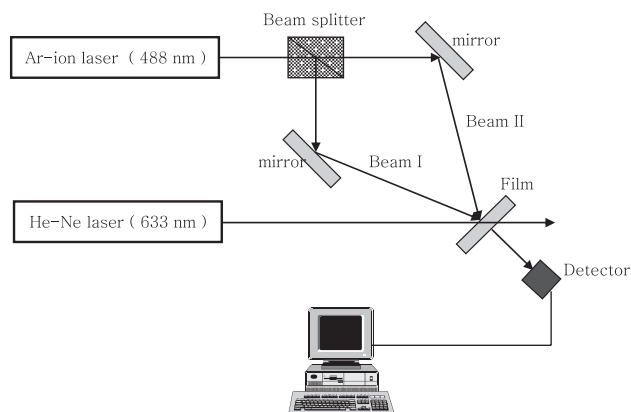 Beam splitter
mirror
Ar-ion laser ( 488 nm )
Beam II
mirror
Beam I
Film
He-Ne laser ( 633 nm )
Detector